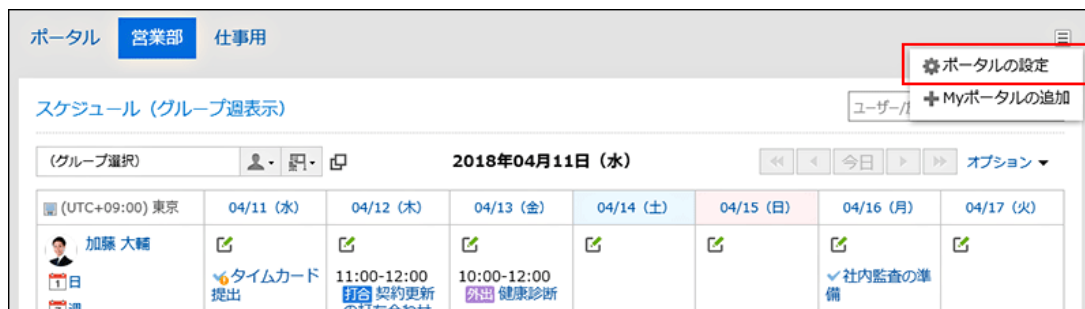 ポータル 営業部 仕事用
ポータルの設定
Myポータルの追加
スケジュール（グループ週表示）
ユーザー/
(グループ選択)
2018年04月11日（水）
今日
オプション
(UTC+09:00) 東京 04/11（水） 04/12（木） 04/13（金） 04/14（土） 04/15（日） 04/16（月） 04/17（火）
加藤 大輔
1日
タイムカード提出
11:00-12:00
打合 契約更新
10:00-12:00
外出 健康診断
社内監査の準備